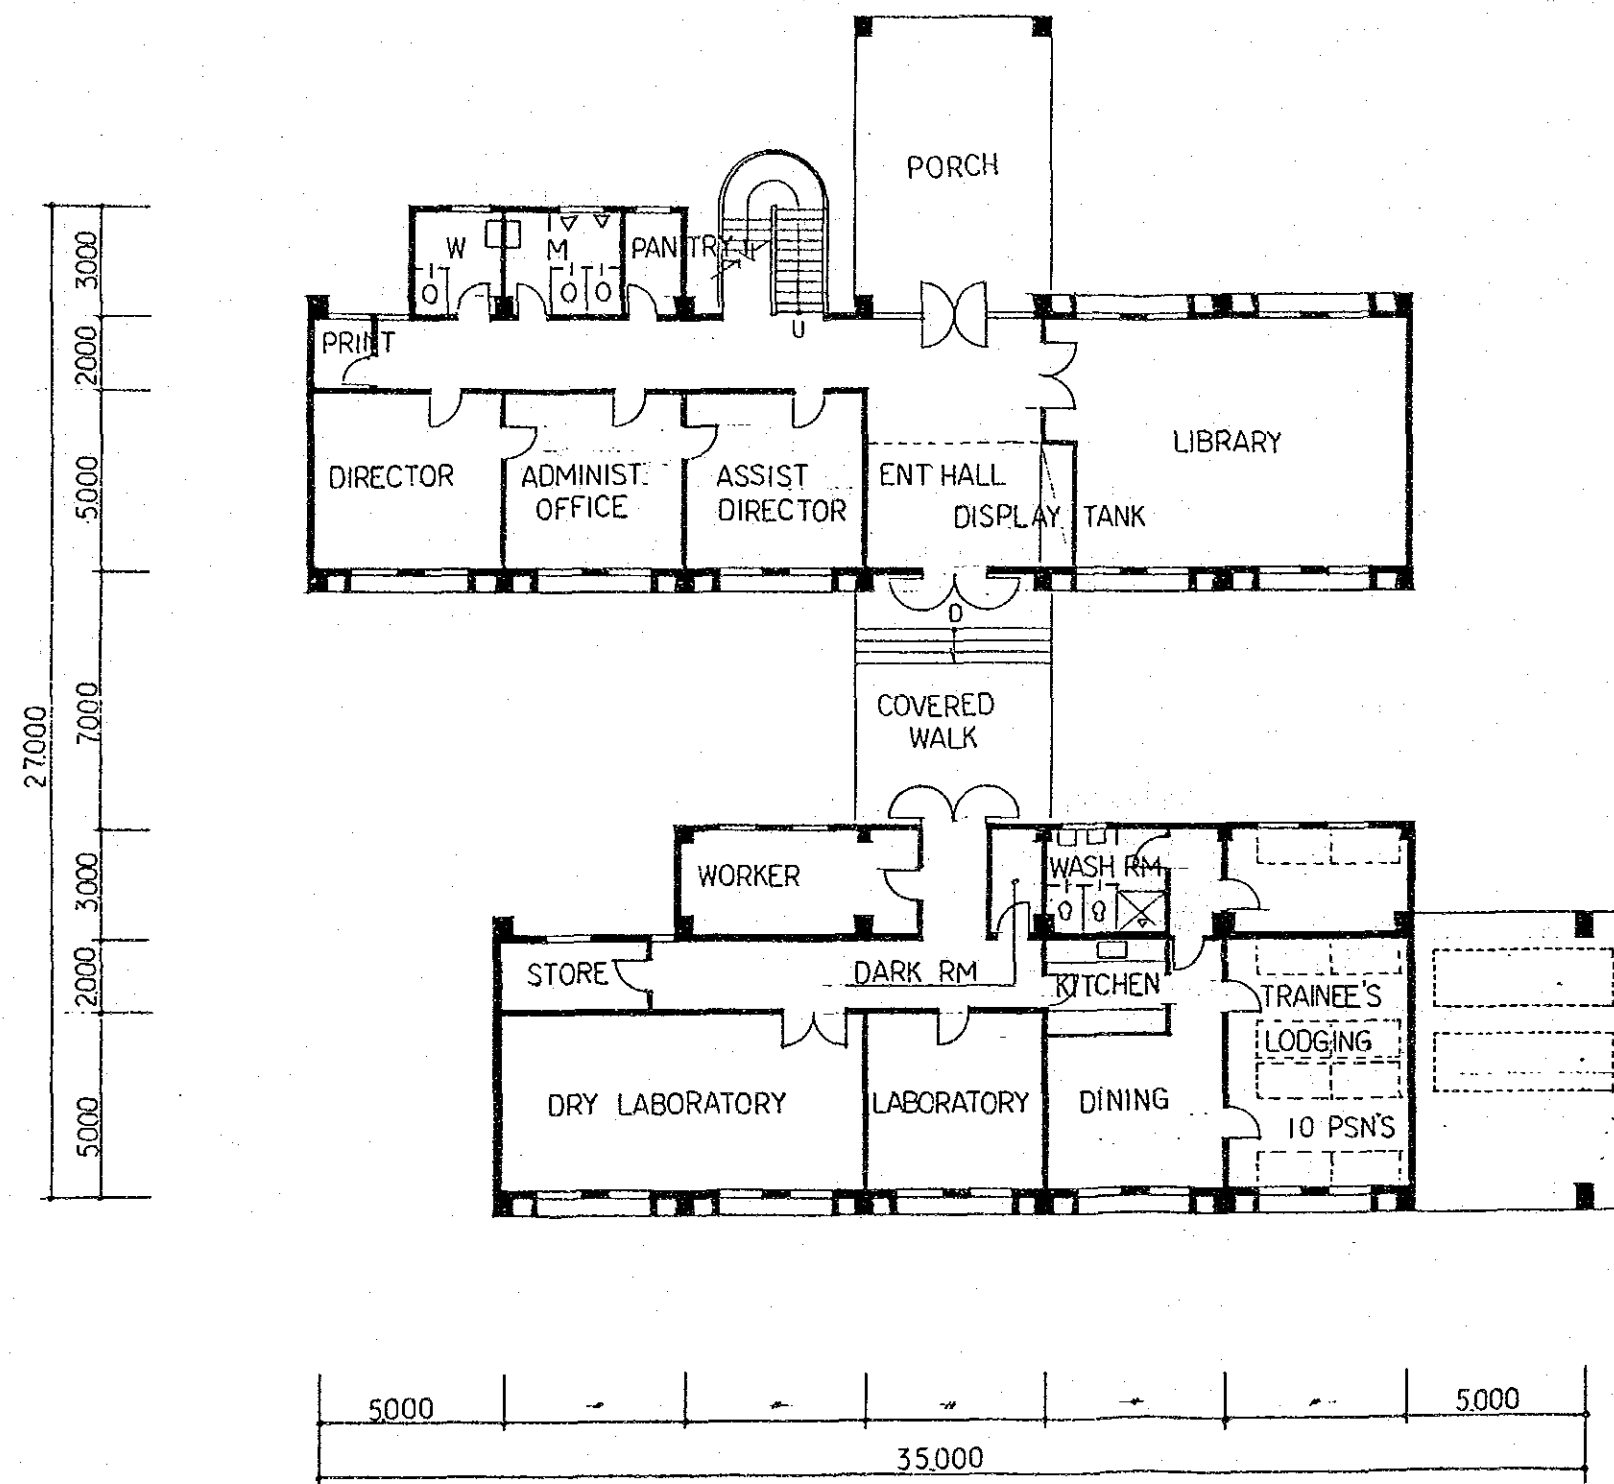 PORCH
3000
2000
5000
7000
3000
2000
5000
27000
W
M
PANTRY
U
PRINT
DIRECTOR
ADMINIST.
OFFICE
ASSIST
DIRECTOR
ENT HALL
DISPLAY TANK
LIBRARY
D
COVERED
WALK
WORKER
WASH RM
STORE
DARK RM
KITCHEN
TRAINEE'S
LODGING
10 PSN'S
DRY LABORATORY
LABORATORY
DINING
5000
5000
35000